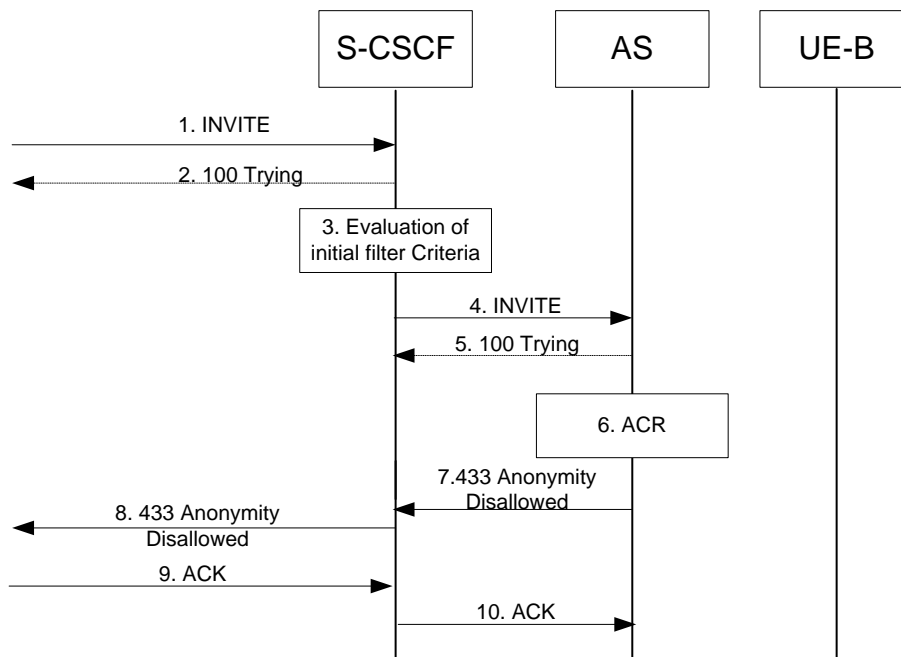 S-CSCF
AS
UE-B
1. INVITE
2. 100 Trying
3. Evaluation of
initial filter Criteria
4. INVITE
5. 100 Trying
6. ACR
7.433 Anonymity
Disallowed
8. 433 Anonymity
Disallowed
9. ACK
10. ACK